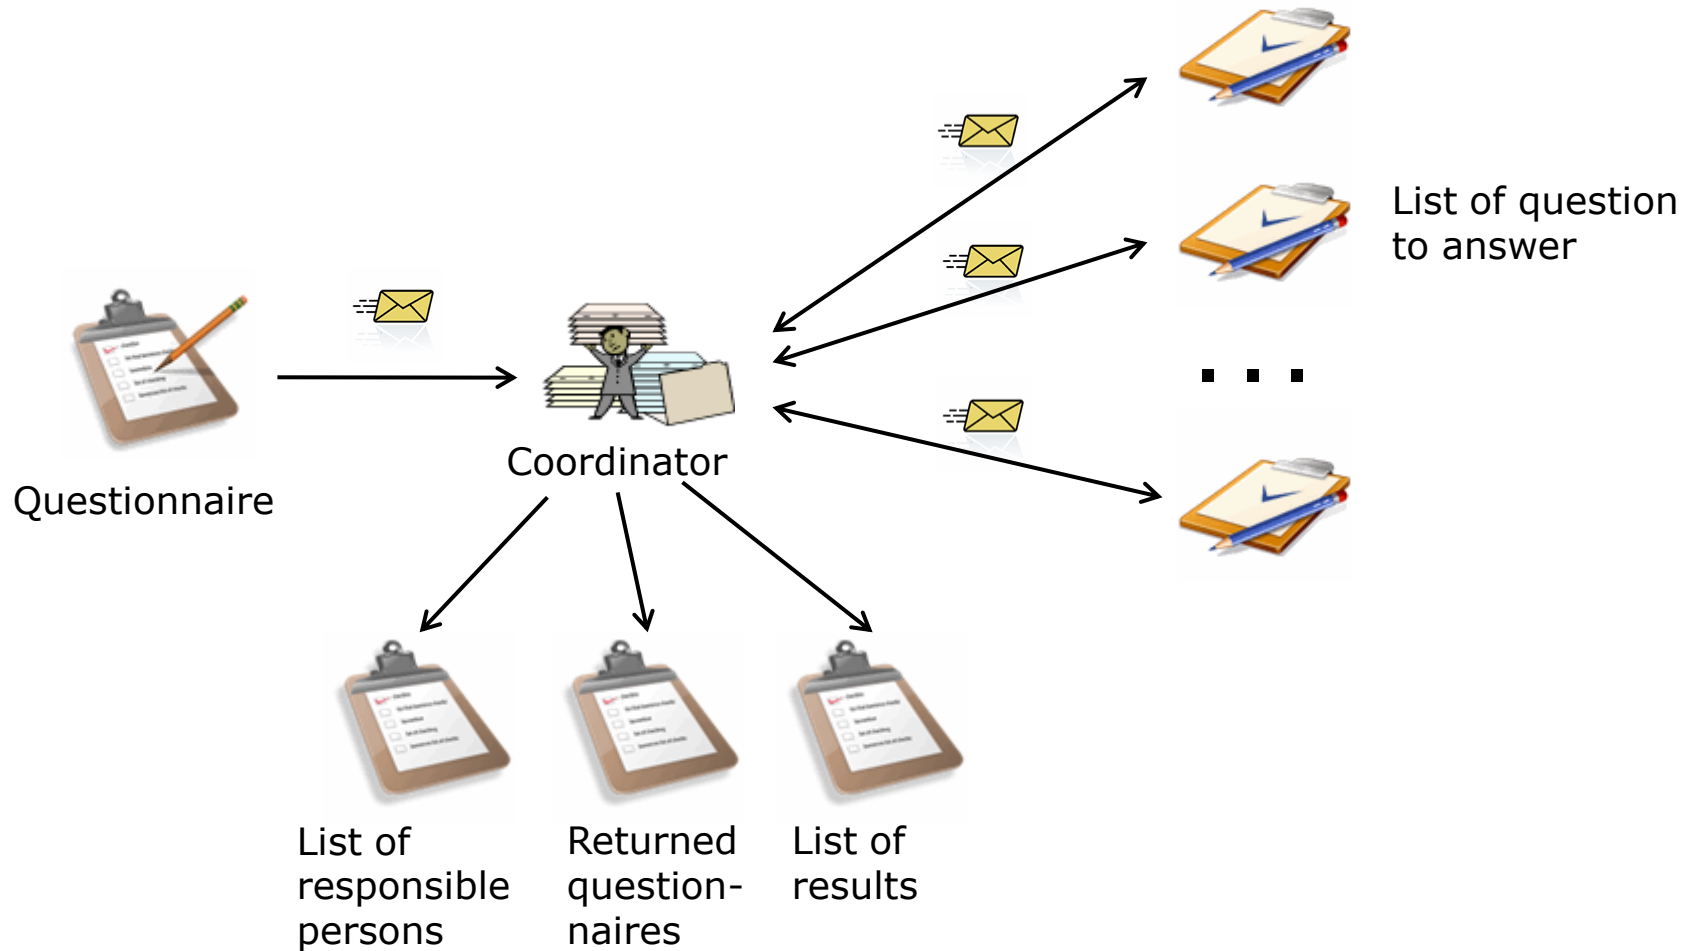 List of question
to answer
Coordinator
Questionnaire
List of
responsible
persons
Returned
question-
naires
List of
results